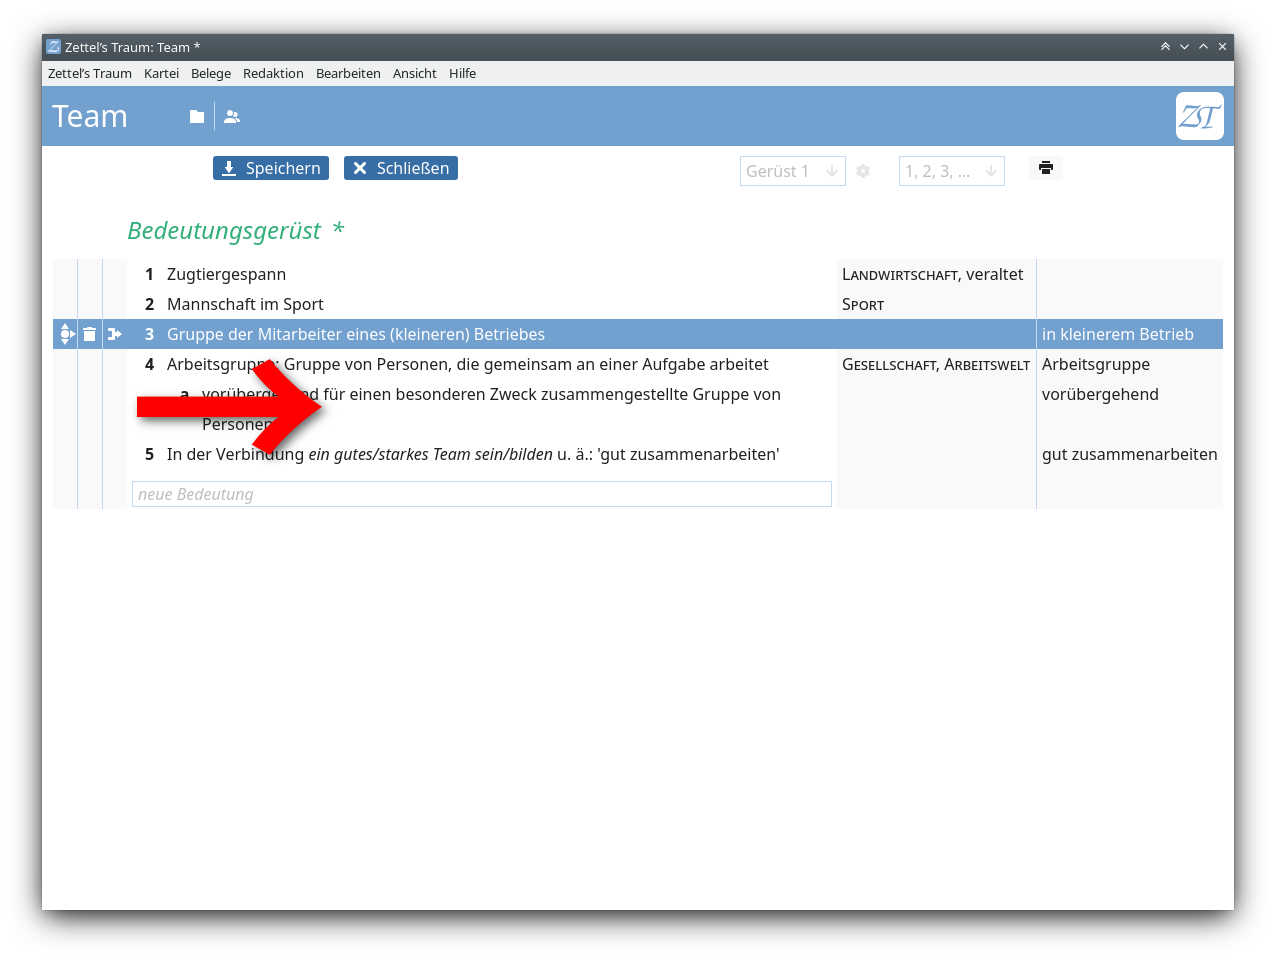 Zettel's Traum: Team *
Zettel's Traum Kartei Belege Redaktion Bearbeiten Ansicht Hilfe
Team
ZT
Speichern Schließen Gerüst 1 1, 2, 3, ...
Bedeutungsgerüst *
1 Zugtiergespann LANDWIRTSCHAFT, veraltet
2 Mannschaft im Sport SPORT
3 Gruppe der Mitarbeiter eines (kleineren) Betriebes in kleinerem Betrieb
4 Arbeitsgruppe: Gruppe von Personen, die gemeinsam an einer Aufgabe arbeitet GESELLSCHAFT, ARBEITSWELT Arbeitsgruppe
a vorübergehend für einen besonderen Zweck zusammengestellte Gruppe von vorübergehend
Personen
5 In der Verbindung ein gutes/starkes Team sein/bilden u. ä.: 'gut zusammenarbeiten' gut zusammenarbeiten
neue Bedeutung